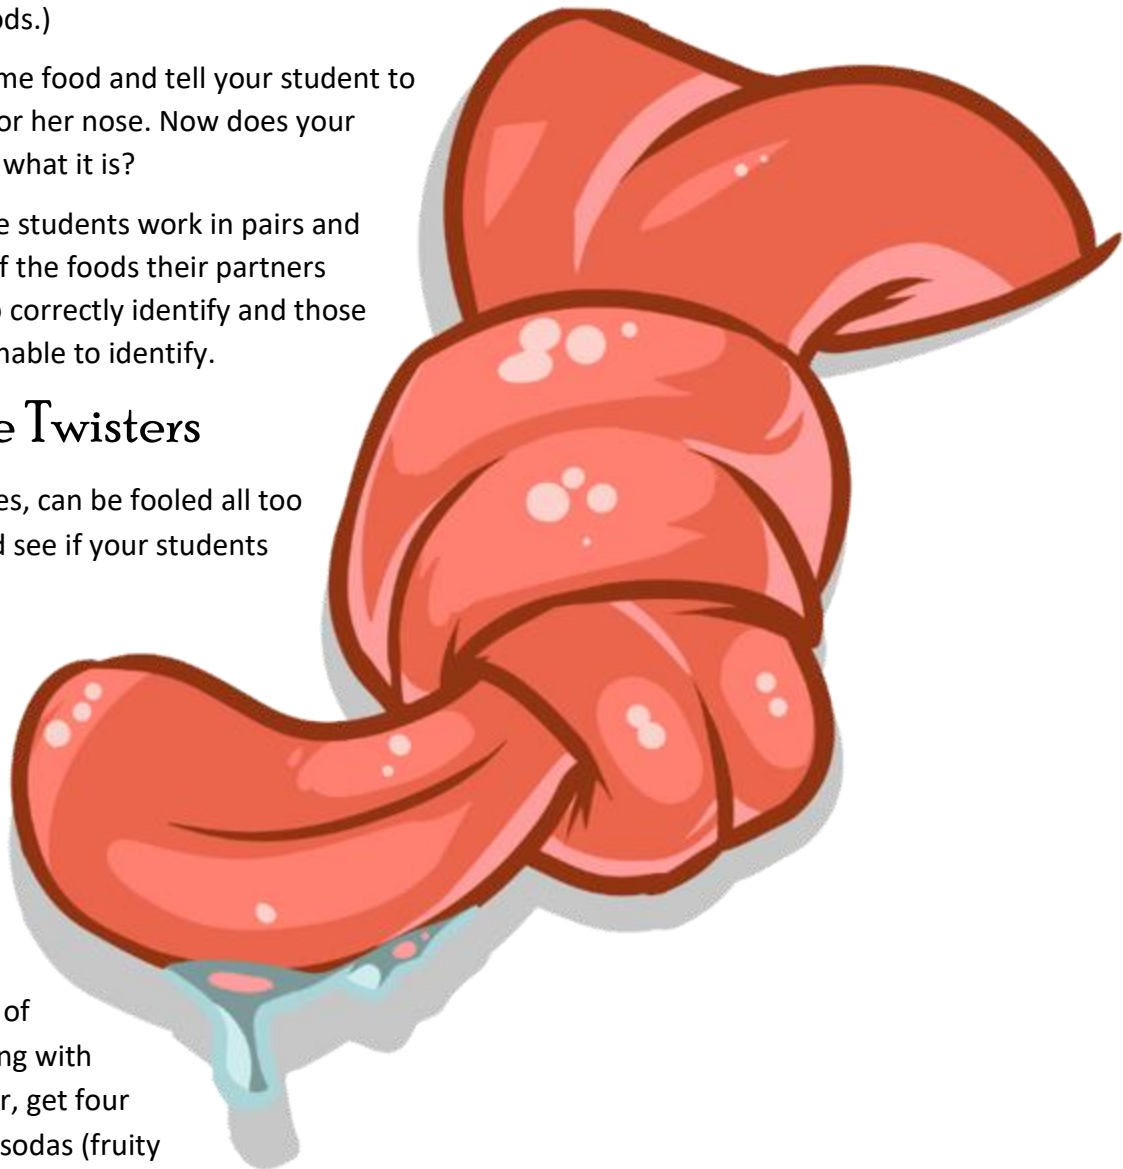 ods.)
me food and tell your student to
or her nose. Now does your
what it is?
e students work in pairs and
f the foods their partners
o correctly identify and those
nable to identify.
e Twisters
es, can be fooled all too
d see if your students
of
ng with
r, get four
sodas (fruity